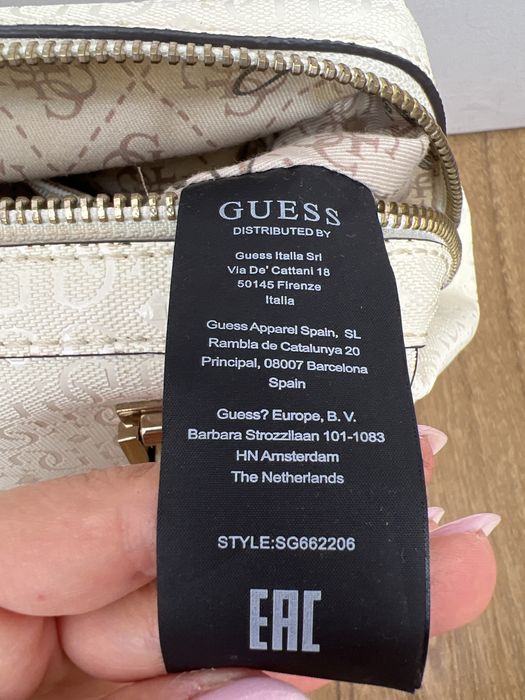 GUESS
DISTRIBUTED BY
Guess Italia Srl
Via De' Cattani 18
50145 Firenze
Italia
Guess Apparel Spain, SL
Rambla de Catalunya 20
Principal, 08007 Barcelona
Spain
Guess? Europe, B. V.
Barbara Strozzilaan 101-1083
HN Amsterdam
The Netherlands
STYLE:SG662206
EAC